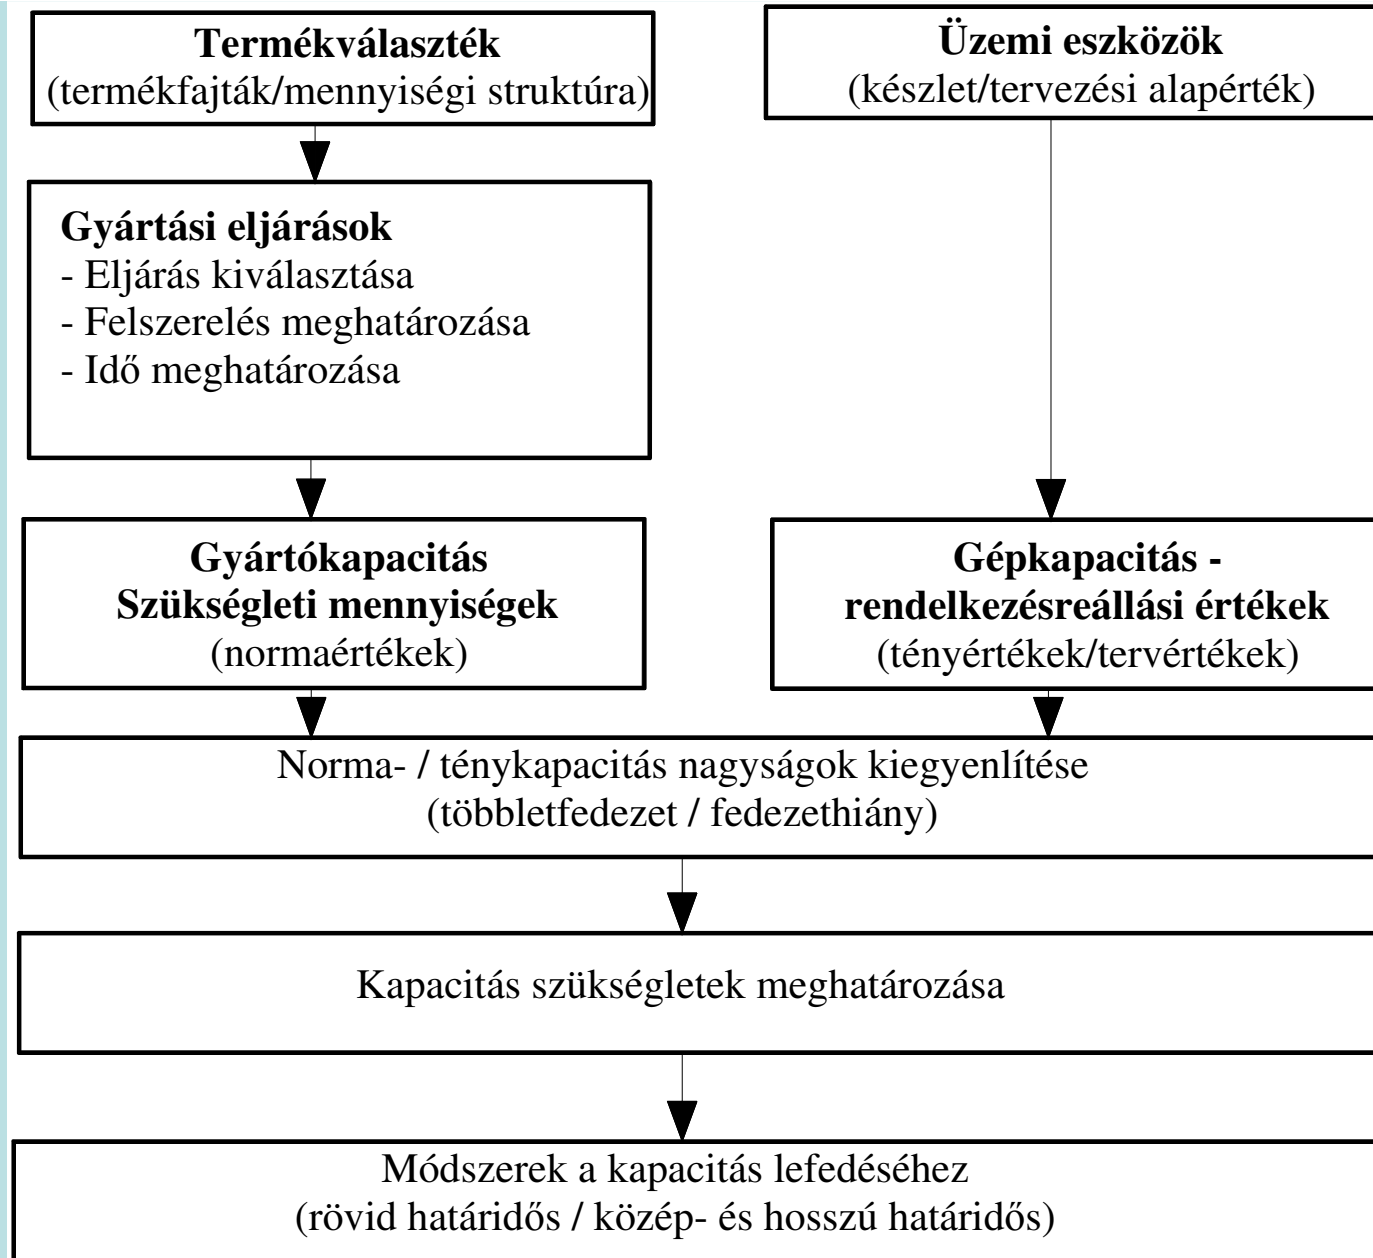 Termékválaszték
(termékfajták/mennyiségi struktúra)
Üzemi eszközök
(készlet/tervezési alapérték)
Gyártási eljárások
- Eljárás kiválasztása
- Felszerelés meghatározása
- Idő meghatározása
Gyártókapacitás
Szükségleti mennyiségek
(normaértékek)
Gépkapacitás -
rendelkezésreállási értékek
(tényértékek/tervértékek)
Norma- / ténykapacitás nagyságok kiegyenlítése
(többletfedezet / fedezethiány)
Kapacitás szükségletek meghatározása
Módszerek a kapacitás lefedéséhez
(rövid határidős / közép- és hosszú határidős)